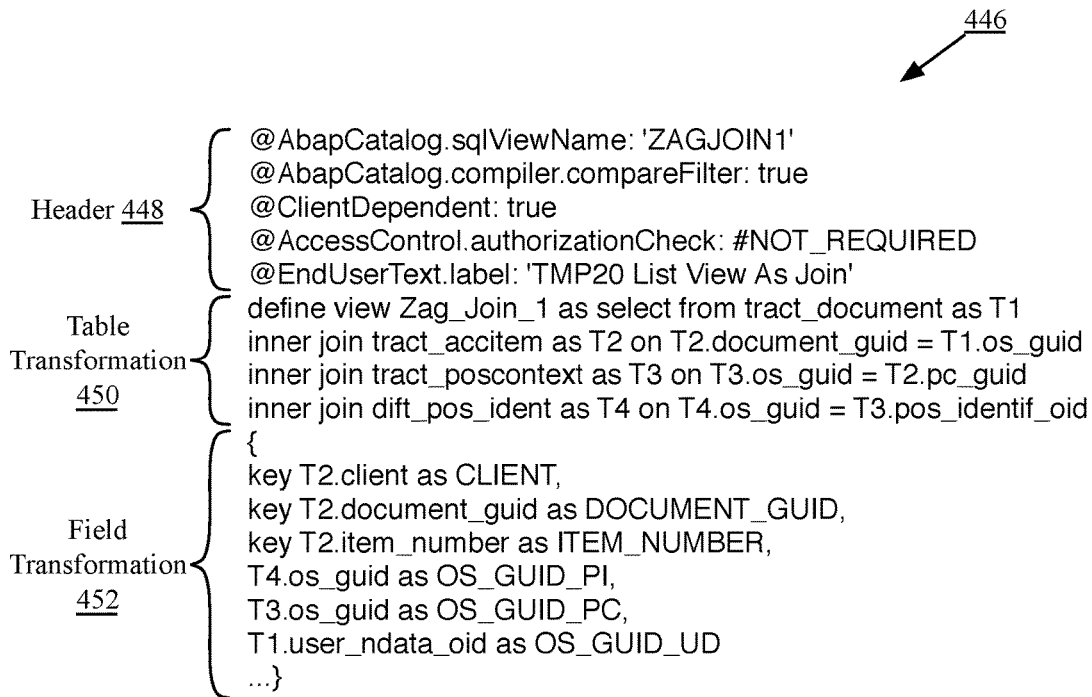 446
@AbapCatalog.sqlViewName: 'ZAGJOIN1'
@AbapCatalog.compiler.compareFilter: true
@ClientDependent: true
@AccessControl.authorizationCheck: #NOT_REQUIRED
@EndUserText.label: 'TMP20 List View As Join'
Header 448
define view Zag_Join_1 as select from tract_document as T1
inner join tract_accitem as T2 on T2.document_guid = T1.os_guid
inner join tract_poscontext as T3 on T3.os_guid = T2.pc_guid
inner join dift_pos_ident as T4 on T4.os_guid = T3.pos_identif_oid
Table
Transformation
450
{
key T2.client as CLIENT,
key T2.document_guid as DOCUMENT_GUID,
key T2.item_number as ITEM_NUMBER,
T4.os_guid as OS_GUID_PI,
T3.os_guid as OS_GUID_PC,
T1.user_ndata_oid as OS_GUID_UD
...}
Field
Transformation
452